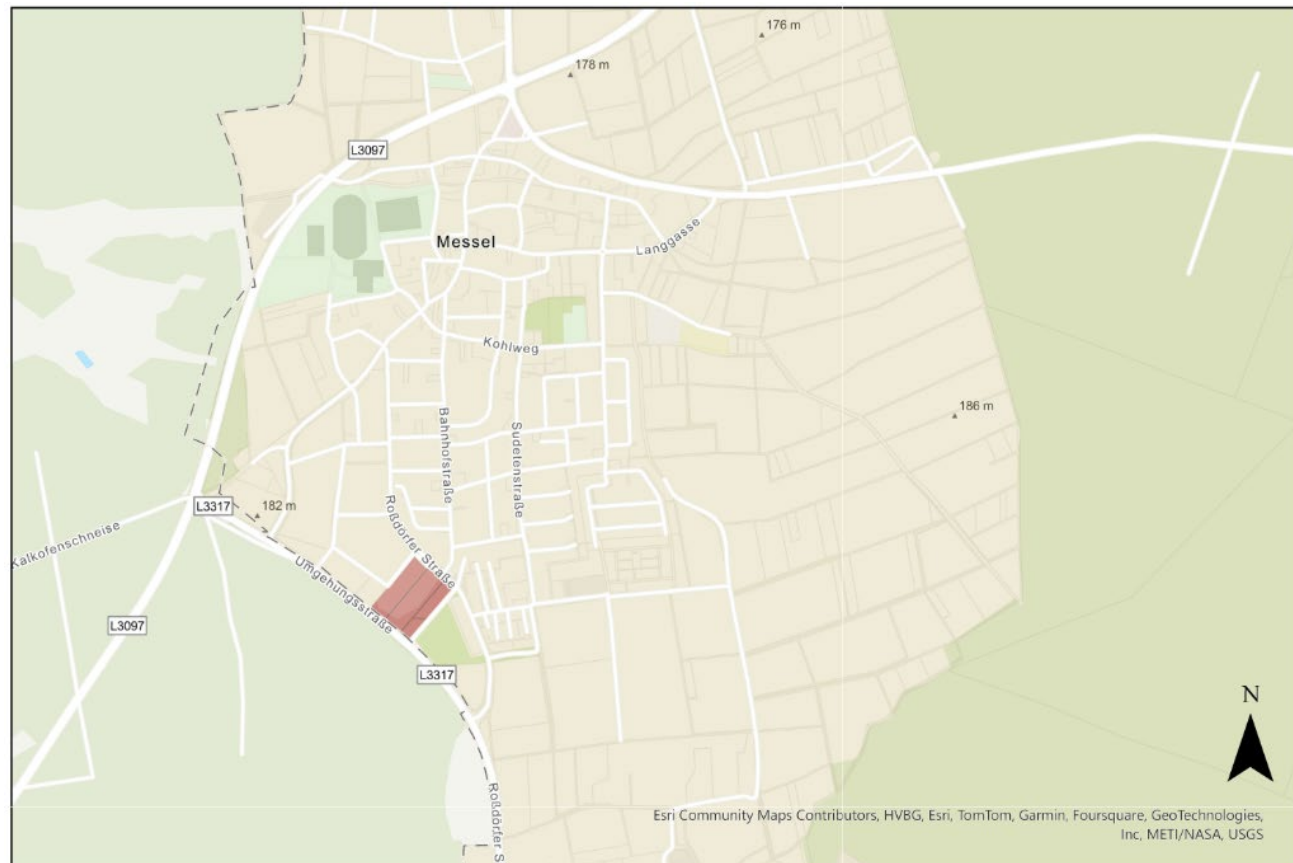 176 m
178 m
L3097
Messel
Langgasse
Kohlweg
186 m
Bahnhofstraße
Sudetenstraße
L3317
182 m
Roßdörfer Straße
Kalkofenschneise
Umgehungsstraße
L3097
L3317
N
Roßdörfer S
Esri Community Maps Contributors, HVBG, Esri, TomTom, Garmin, Foursquare, GeoTechnologies,
Inc, METI/NASA, USGS